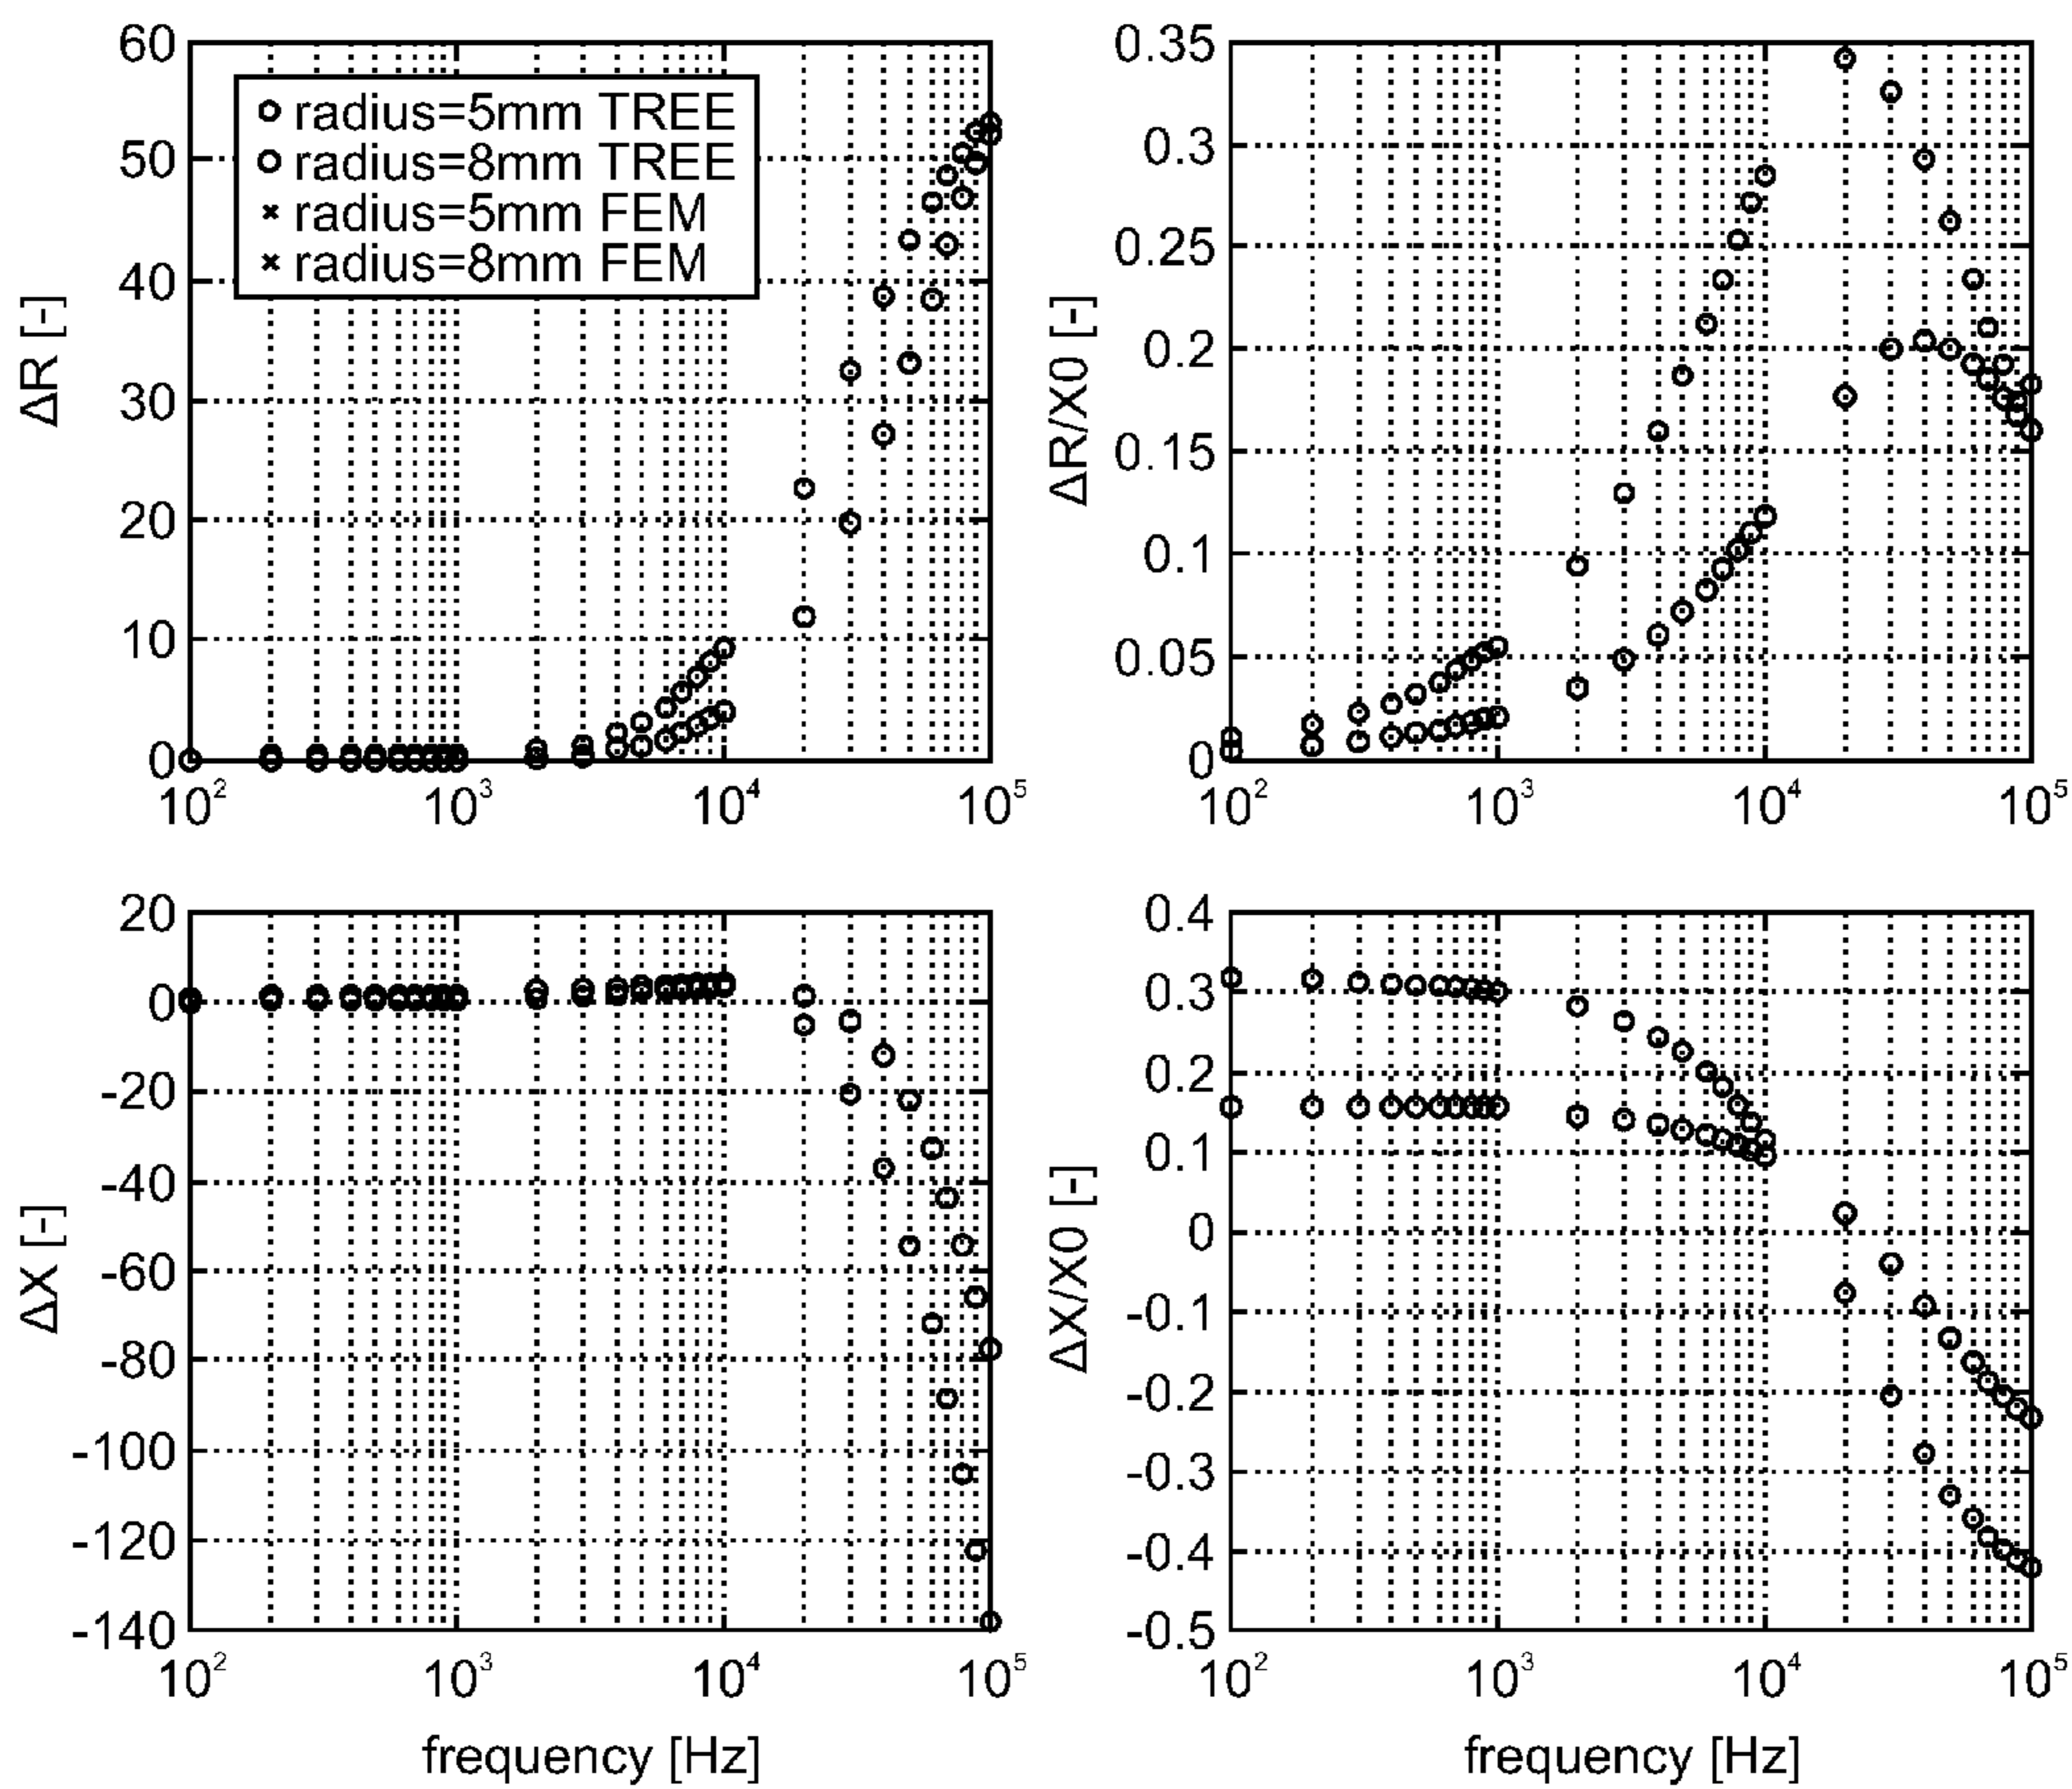 60
50
40
30
20
10
0
ΔR [-]
radius=5mm TREE
radius=8mm TREE
radius=5mm FEM
radius=8mm FEM
10² 10³ 10⁴ 10⁵
0.35
0.3
0.25
0.2
0.15
0.1
0.05
0
ΔR/X0 [-]
10² 10³ 10⁴ 10⁵
20
0
-20
-40
-60
-80
-100
-120
-140
ΔX [-]
10² 10³ 10⁴ 10⁵
frequency [Hz]
0.4
0.3
0.2
0.1
0
-0.1
-0.2
-0.3
-0.4
-0.5
ΔX/X0 [-]
10² 10³ 10⁴ 10⁵
frequency [Hz]